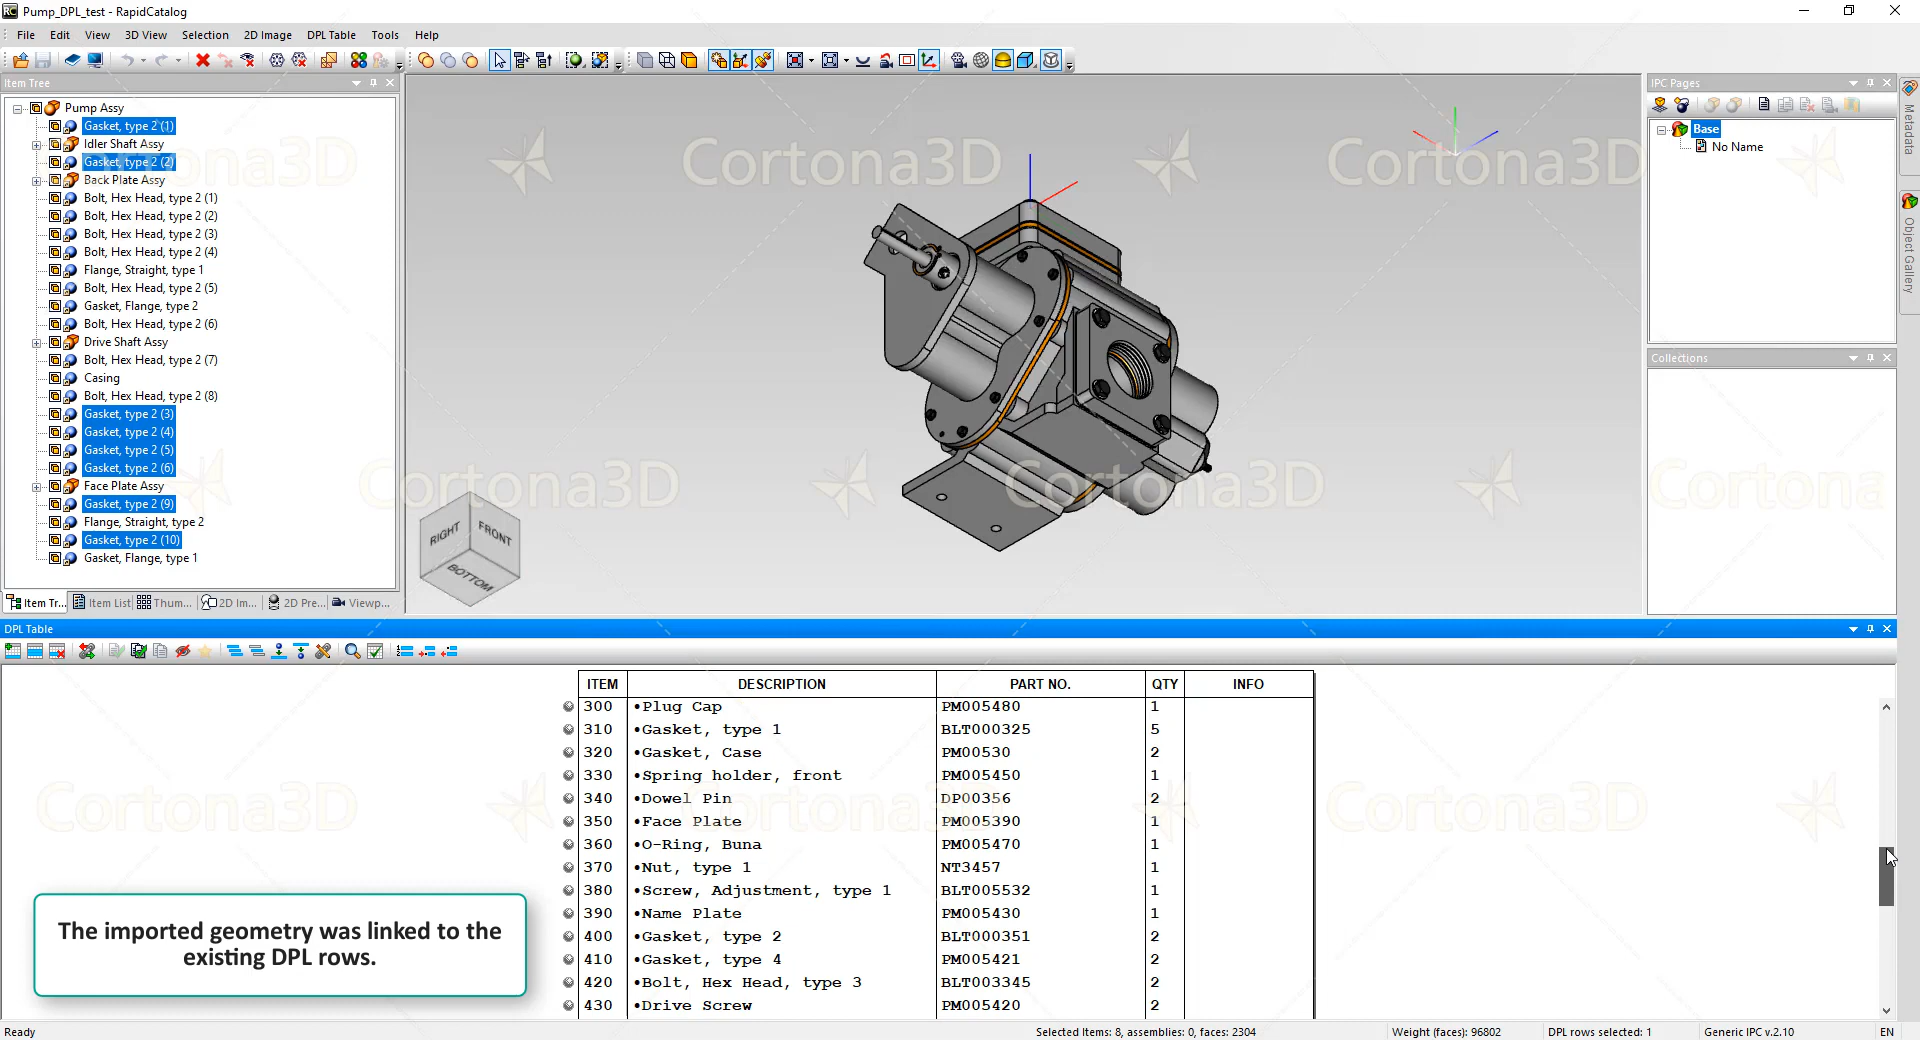 Pump_DPL_test - RapidCatalog
File Edit View 3D View Selection 2D Image DPL Table Tools Help
Item Tree
Pump Assy
Gasket, type 2 (1)
Idler Shaft Assy
Gasket, type 2 (2)
Back Plate Assy
Bolt, Hex Head, type 2 (1)
Bolt, Hex Head, type 2 (2)
Bolt, Hex Head, type 2 (3)
Bolt, Hex Head, type 2 (4)
Flange, Straight, type 1
Bolt, Hex Head, type 2 (5)
Gasket, Flange, type 2
Bolt, Hex Head, type 2 (6)
Drive Shaft Assy
Bolt, Hex Head, type 2 (7)
Casing
Bolt, Hex Head, type 2 (8)
Gasket, type 2 (3)
Gasket, type 2 (4)
Gasket, type 2 (5)
Gasket, type 2 (6)
Face Plate Assy
Gasket, type 2 (9)
Flange, Straight, type 2
Gasket, type 2 (10)
Gasket, Flange, type 1
Item Tr... Item List Thum... 2D Im... 2D Pre... Viewp...
RIGHT FRONT
BOTTOM
Cortona3D Cortona3D Cortona3D
Cortona3D Cortona3D Cortona3D
IPC Pages
Base
No Name
Collections
Metadata
Object Gallery
DPL Table
ITEM DESCRIPTION PART NO. QTY INFO
300 •Plug Cap PM005480 1
310 •Gasket, type 1 BLT000325 5
320 •Gasket, Case PM00530 2
330 •Spring holder, front PM005450 1
340 •Dowel Pin DP00356 2
350 •Face Plate PM005390 1
360 •O-Ring, Buna PM005470 1
370 •Nut, type 1 NT3457 1
380 •Screw, Adjustment, type 1 BLT005532 1
390 •Name Plate PM005430 1
400 •Gasket, type 2 BLT000351 2
410 •Gasket, type 4 PM005421 2
420 •Bolt, Hex Head, type 3 BLT003345 2
430 •Drive Screw PM005420 2
Cortona3D Cortona3D Cortona3D
The imported geometry was linked to the
existing DPL rows.
Ready Selected Items: 8, assemblies: 0, faces: 2304 Weight (faces): 96802 DPL rows selected: 1 Generic IPC v.2.10 EN